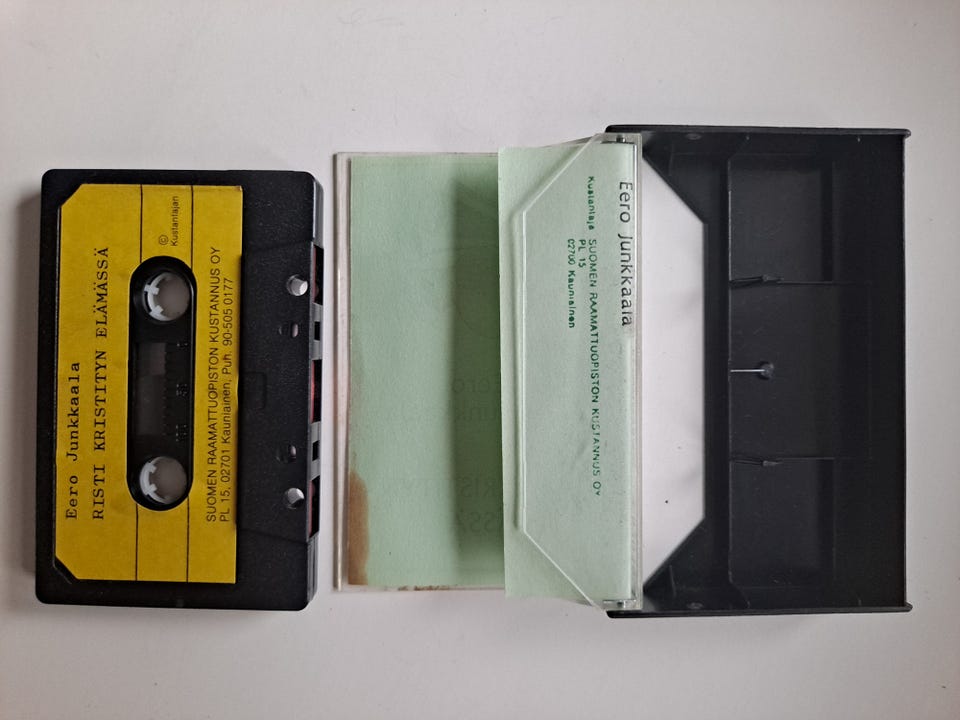 Eero Junkkaala
RISTI KRISTITYN ELÄMÄSSÄ
©
Kustantajan
SUOMEN RAAMATTUOPISTON KUSTANNUS OY
PL 15, 02701 Kauniainen, Puh. 90-505 0177
Eero Junkkaala
Kustantaja SUOMEN RAAMATTUOPISTON KUSTANNUS OY
PL 15
02700 Kauniainen